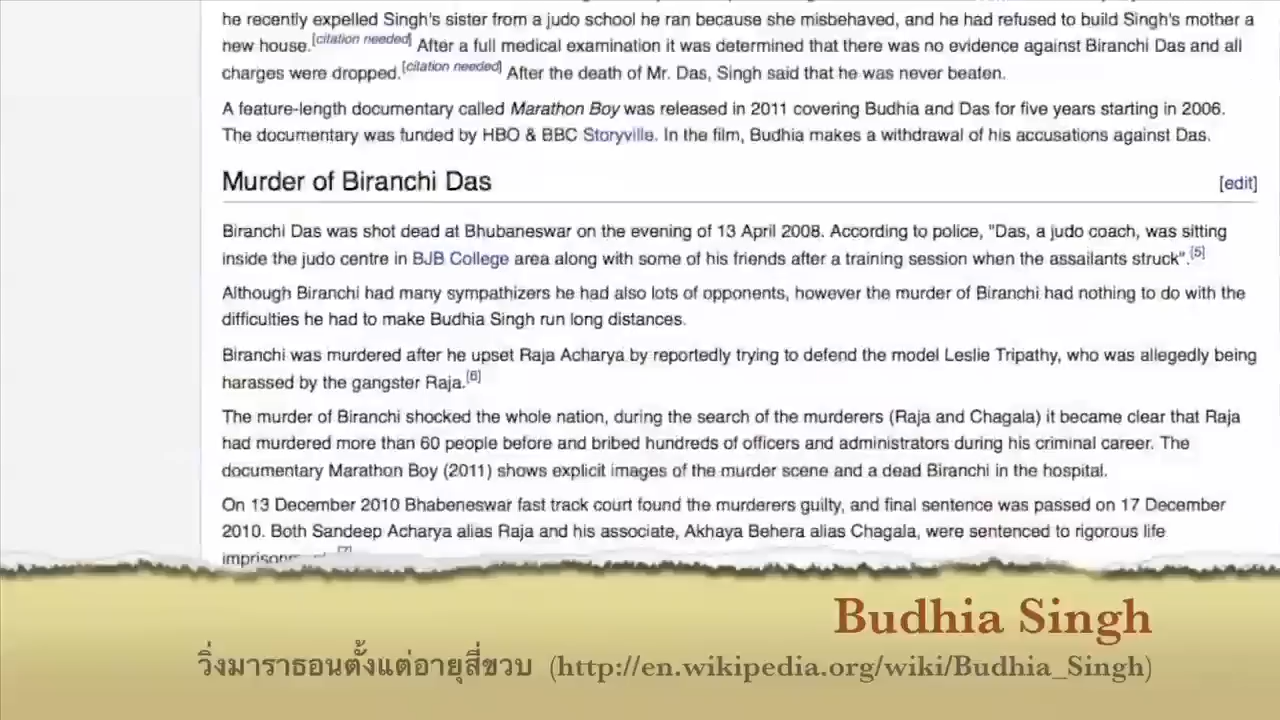 he recently expelled Singh's sister from a judo school he ran because she misbehaved, and he had refused to build Singh's mother a
new house.[citation needed] After a full medical examination it was determined that there was no evidence against Biranchi Das and all
charges were dropped.[citation needed] After the death of Mr. Das, Singh said that he was never beaten.
A feature-length documentary called Marathon Boy was released in 2011 covering Budhia and Das for five years starting in 2006.
The documentary was funded by HBO & BBC Storyville. In the film, Budhia makes a withdrawal of his accusations against Das.
Murder of Biranchi Das [edit]
Biranchi Das was shot dead at Bhubaneswar on the evening of 13 April 2008. According to police, "Das, a judo coach, was sitting
inside the judo centre in BJB College area along with some of his friends after a training session when the assailants struck".[5]
Although Biranchi had many sympathizers he had also lots of opponents, however the murder of Biranchi had nothing to do with the
difficulties he had to make Budhia Singh run long distances.
Biranchi was murdered after he upset Raja Acharya by reportedly trying to defend the model Leslie Tripathy, who was allegedly being
harassed by the gangster Raja.[6]
The murder of Biranchi shocked the whole nation, during the search of the murderers (Raja and Chagala) it became clear that Raja
had murdered more than 60 people before and bribed hundreds of officers and administrators during his criminal career. The
documentary Marathon Boy (2011) shows explicit images of the murder scene and a dead Biranchi in the hospital.
On 13 December 2010 Bhabeneswar fast track court found the murderers guilty, and final sentence was passed on 17 December
2010. Both Sandeep Acharya alias Raja and his associate, Akhaya Behera alias Chagala, were sentenced to rigorous life
[7]
Budhia Singh
วิ่งมาราธอนตั้งแต่อายุสี่ขวบ (http://en.wikipedia.org/wiki/Budhia_Singh)